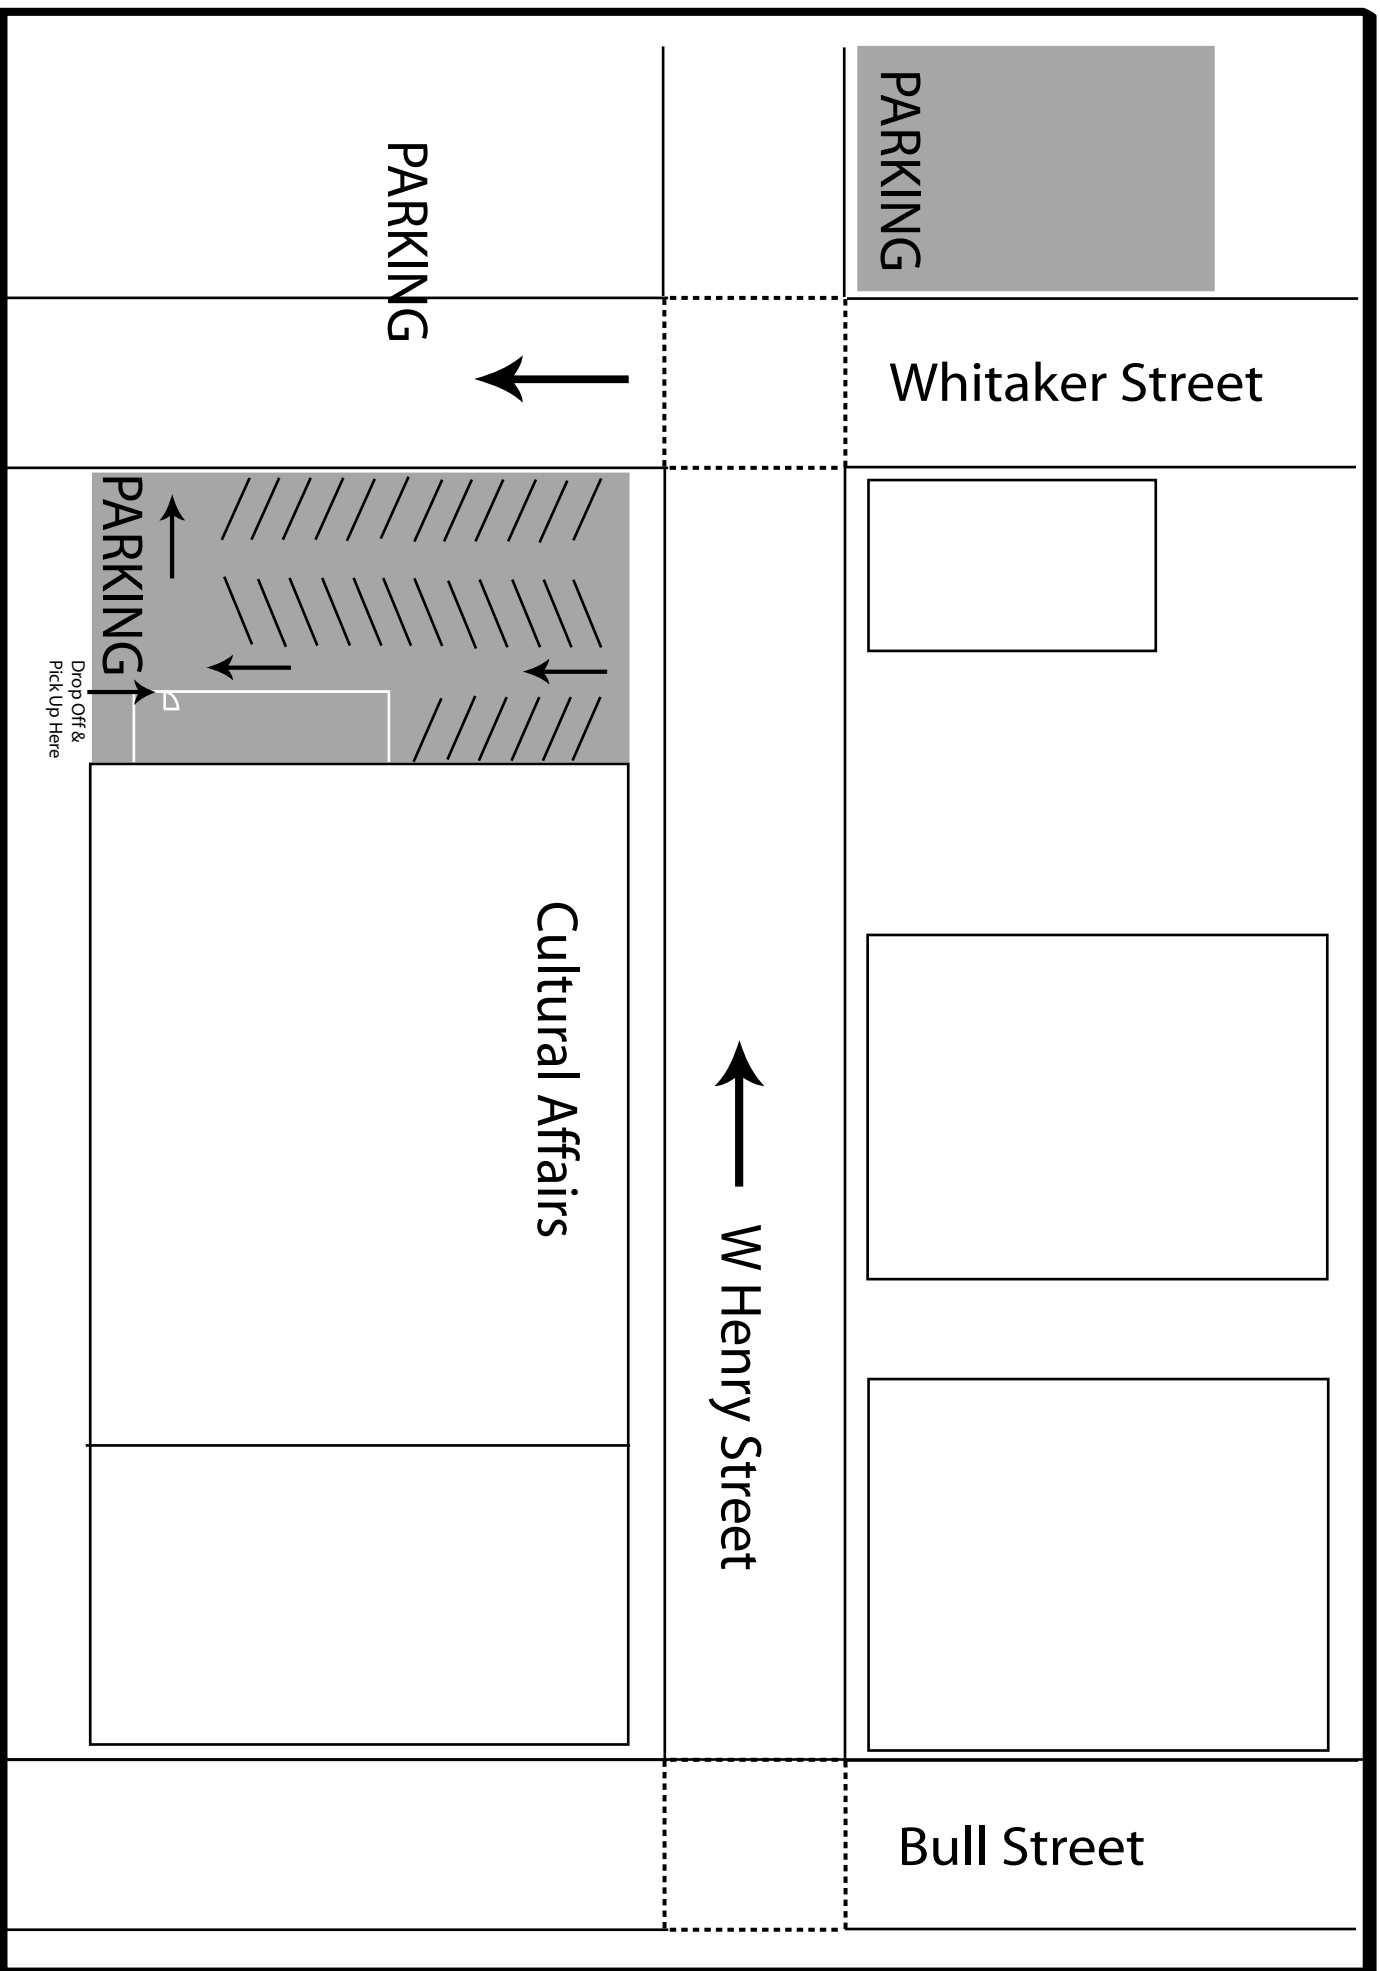 PARKING
PARKING
Whitaker Street
PARKING
Drop Off &
Pick Up Here
Cultural Affairs
W Henry Street
Bull Street